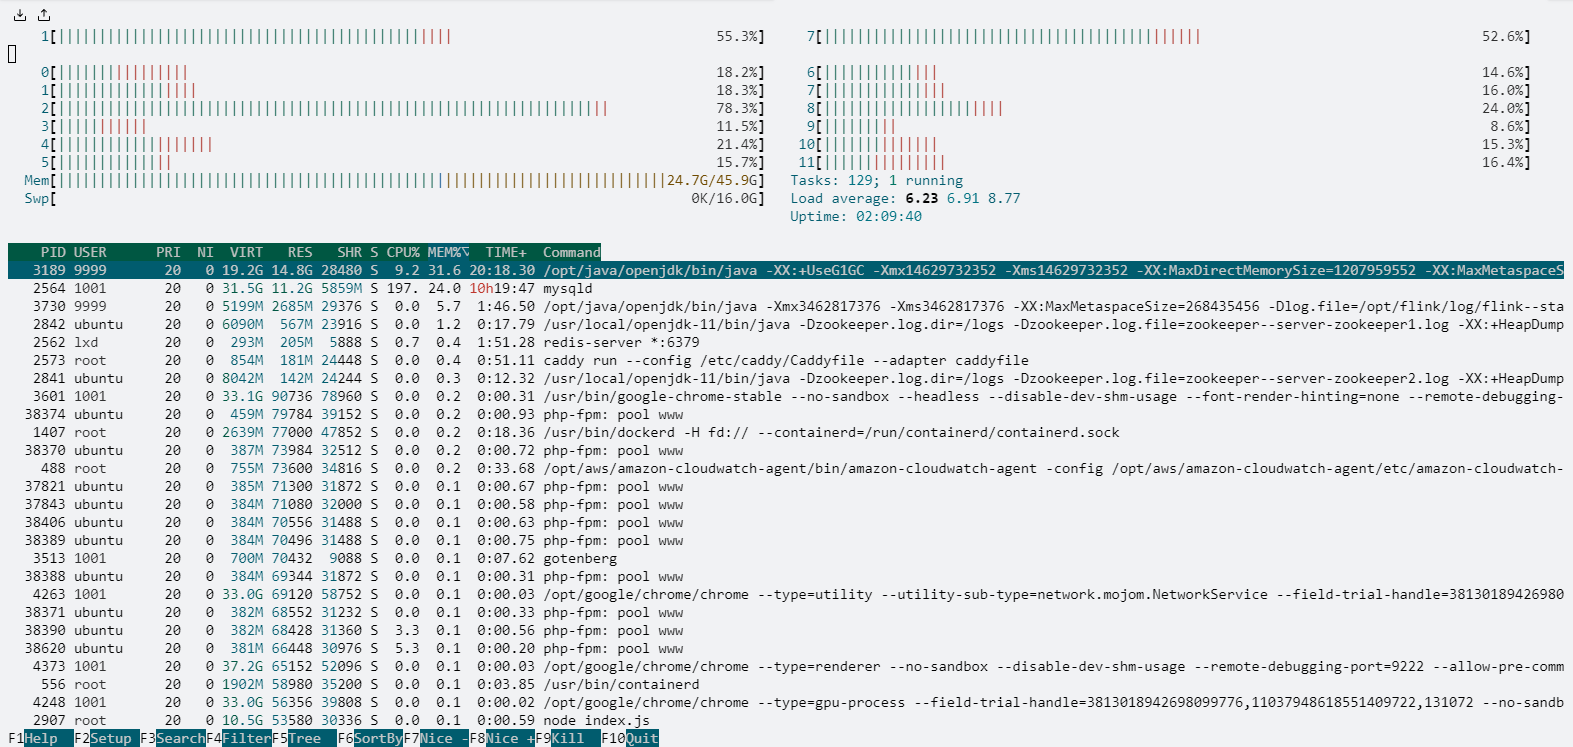 1[ 55.3%] 7[ 52.6%]
0[ 18.2%] 6[ 14.6%]
1[ 18.3%] 7[ 16.0%]
2[ 78.3%] 8[ 24.0%]
3[ 11.5%] 9[ 8.6%]
4[ 21.4%] 10[ 15.3%]
5[ 15.7%] 11[ 16.4%]
Mem[ 24.7G/45.9G] Tasks: 129; 1 running
Swp[ 0K/16.0G] Load average: 6.23 6.91 8.77
Uptime: 02:09:40
PID USER PRI NI VIRT RES SHR S CPU% MEM%▽ TIME+ Command
3189 9999 20 0 19.2G 14.8G 28480 S 9.2 31.6 20:18.30 /opt/java/openjdk/bin/java -XX:+UseG1GC -Xmx14629732352 -Xms14629732352 -XX:MaxDirectMemorySize=1207959552 -XX:MaxMetaspaceS
2564 1001 20 0 31.5G 11.2G 5859M S 197. 24.0 10h19:47 mysqld
3730 9999 20 0 5199M 2685M 29376 S 0.0 5.7 1:46.50 /opt/java/openjdk/bin/java -Xmx3462817376 -Xms3462817376 -XX:MaxMetaspaceSize=268435456 -Dlog.file=/opt/flink/log/flink--sta
2842 ubuntu 20 0 6090M 567M 23916 S 0.0 1.2 0:17.79 /usr/local/openjdk-11/bin/java -Dzookeeper.log.dir=/logs -Dzookeeper.log.file=zookeeper--server-zookeeper1.log -XX:+HeapDump
2562 lxd 20 0 293M 205M 5888 S 0.7 0.4 1:51.28 redis-server *:6379
2573 root 20 0 854M 181M 24448 S 0.0 0.4 0:51.11 caddy run --config /etc/caddy/Caddyfile --adapter caddyfile
2841 ubuntu 20 0 8042M 142M 24244 S 0.0 0.3 0:12.32 /usr/local/openjdk-11/bin/java -Dzookeeper.log.dir=/logs -Dzookeeper.log.file=zookeeper--server-zookeeper2.log -XX:+HeapDump
3601 1001 20 0 33.1G 90736 78960 S 0.0 0.2 0:00.31 /usr/bin/google-chrome-stable --no-sandbox --headless --disable-dev-shm-usage --font-render-hinting=none --remote-debugging-
38374 ubuntu 20 0 459M 79784 39152 S 0.0 0.2 0:00.93 php-fpm: pool www
1407 root 20 0 2639M 77000 47852 S 0.0 0.2 0:18.36 /usr/bin/dockerd -H fd:// --containerd=/run/containerd/containerd.sock
38370 ubuntu 20 0 387M 73984 32512 S 0.0 0.2 0:00.72 php-fpm: pool www
488 root 20 0 755M 73600 34816 S 0.0 0.2 0:33.68 /opt/aws/amazon-cloudwatch-agent/bin/amazon-cloudwatch-agent -config /opt/aws/amazon-cloudwatch-agent/etc/amazon-cloudwatch-
37821 ubuntu 20 0 385M 71300 31872 S 0.0 0.1 0:00.67 php-fpm: pool www
37843 ubuntu 20 0 384M 71080 32000 S 0.0 0.1 0:00.58 php-fpm: pool www
38406 ubuntu 20 0 384M 70556 31488 S 0.0 0.1 0:00.63 php-fpm: pool www
38389 ubuntu 20 0 384M 70496 31488 S 0.0 0.1 0:00.75 php-fpm: pool www
3513 1001 20 0 700M 70432 9088 S 0.0 0.1 0:07.62 gotenberg
38388 ubuntu 20 0 384M 69344 31872 S 0.0 0.1 0:00.31 php-fpm: pool www
4263 1001 20 0 33.0G 69120 58752 S 0.0 0.1 0:00.03 /opt/google/chrome/chrome --type=utility --utility-sub-type=network.mojom.NetworkService --field-trial-handle=38130189426980
38371 ubuntu 20 0 382M 68552 31232 S 0.0 0.1 0:00.33 php-fpm: pool www
38390 ubuntu 20 0 382M 68428 31360 S 3.3 0.1 0:00.56 php-fpm: pool www
38620 ubuntu 20 0 381M 66448 30976 S 5.3 0.1 0:00.20 php-fpm: pool www
4373 1001 20 0 37.2G 65152 52096 S 0.0 0.1 0:00.03 /opt/google/chrome/chrome --type=renderer --no-sandbox --disable-dev-shm-usage --remote-debugging-port=9222 --allow-pre-comm
556 root 20 0 1902M 58980 35200 S 0.0 0.1 0:03.85 /usr/bin/containerd
4248 1001 20 0 33.0G 56356 39808 S 0.0 0.1 0:00.02 /opt/google/chrome/chrome --type=gpu-process --field-trial-handle=3813018942698099776,11037948618551409722,131072 --no-sandb
2907 root 20 0 10.5G 53580 30336 S 0.0 0.1 0:00.59 node index.js
F1Help F2Setup F3SearchF4FilterF5Tree F6SortByF7Nice -F8Nice +F9Kill F10Quit